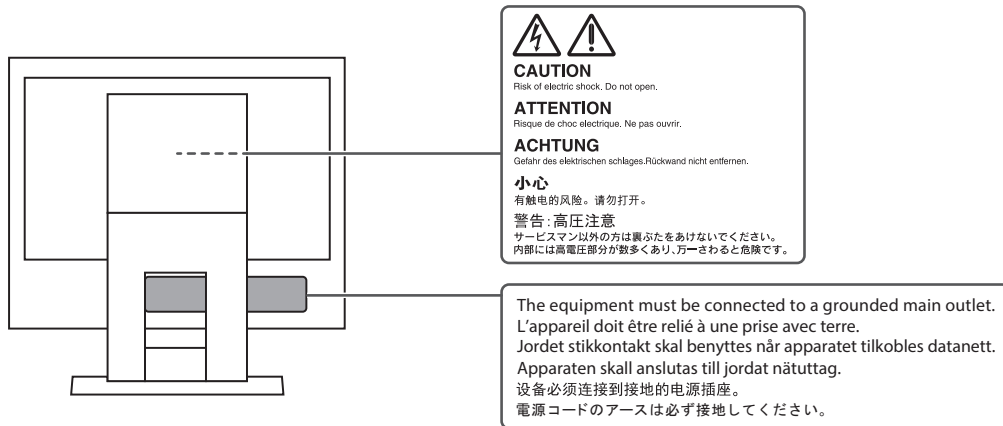 CAUTION
Risk of electric shock. Do not open.
ATTENTION
Risque de choc electrique. Ne pas ouvrir.
ACHTUNG
Gefahr des elektrischen schlages.Rückwand nicht entfernen.
小心
有触电的风险。请勿打开。
警告:高圧注意
サービスマン以外の方は裏ぶたをあけないでください。
内部には高電圧部分が数多くあり、万一さわると危険です。
The equipment must be connected to a grounded main outlet.
L'appareil doit être relié à une prise avec terre.
Jordet stikkontakt skal benyttes når apparatet tilkobles datanett.
Apparaten skall anslutas till jordat nätuttag.
设备必须连接到接地的电源插座。
電源コードのアースは必ず接地してください。